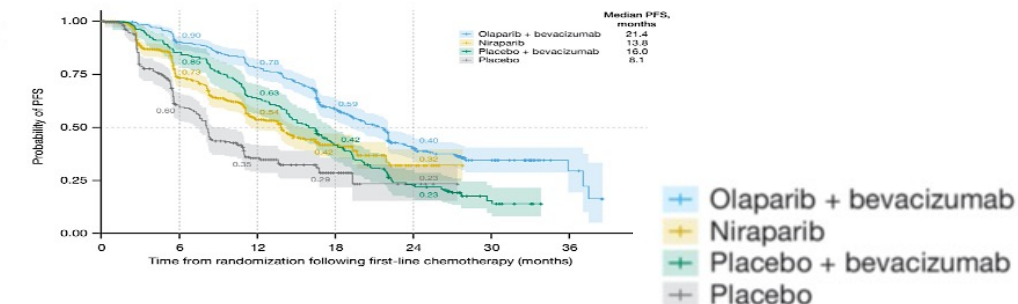 Median PFS,
months
Olaparib + bevacizumab 21.4
Niraparib 13.8
Placebo + bevacizumab 16.0
Placebo 8.1
Probability of PFS
1.00
0.75
0.50
0.25
0.00
0.90
0.78
0.59
0.40
0.85
0.63
0.42
0.23
0.73
0.54
0.42
0.32
0.60
0.35
0.29
0.23
0 6 12 18 24 30 36
Time from randomization following first-line chemotherapy (months)
Olaparib + bevacizumab
Niraparib
Placebo + bevacizumab
Placebo